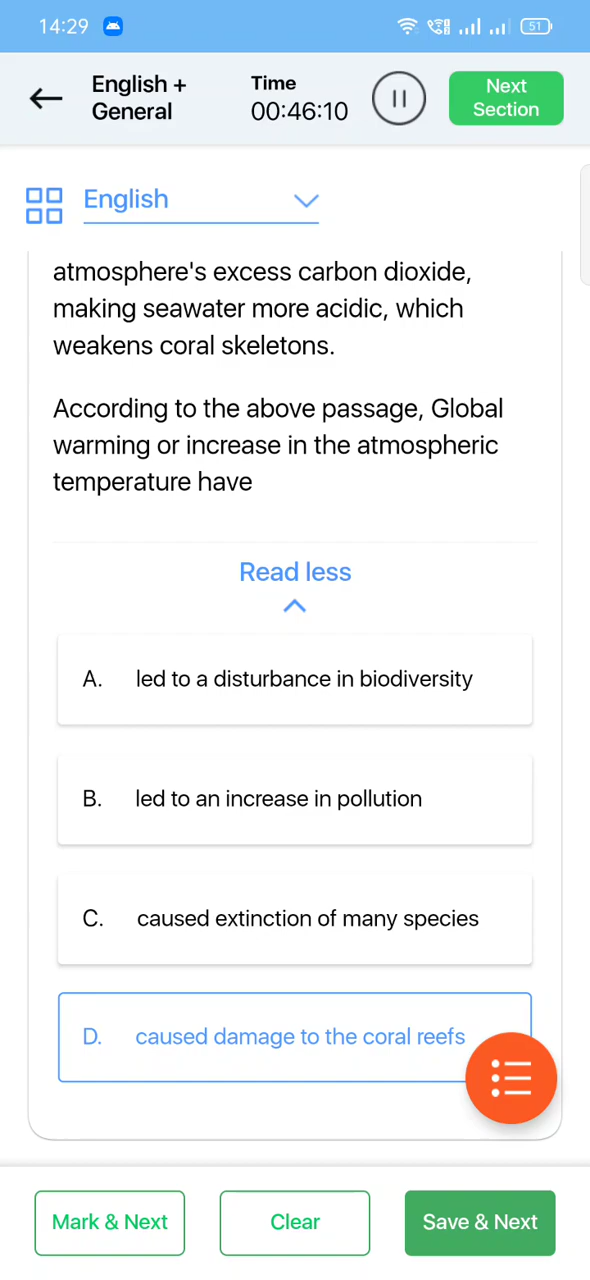 14:29
51
English +
General
Time
00:46:10
Next
Section
English
atmosphere's excess carbon dioxide,
making seawater more acidic, which
weakens coral skeletons.
According to the above passage, Global
warming or increase in the atmospheric
temperature have
Read less
A. led to a disturbance in biodiversity
B. led to an increase in pollution
C. caused extinction of many species
D. caused damage to the coral reefs
Mark & Next
Clear
Save & Next